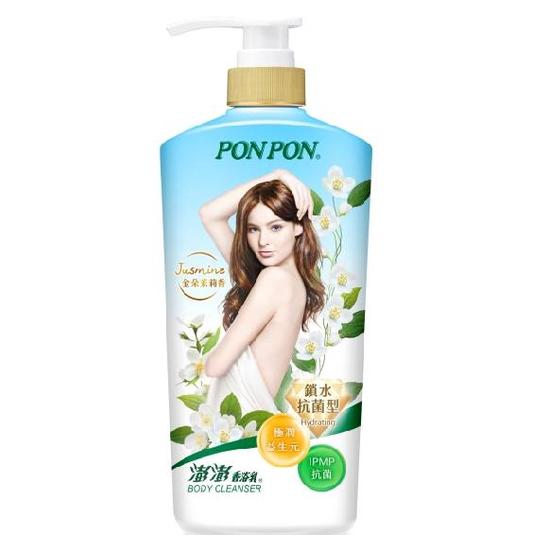 PON PON®
Jasmine
金朵茉莉香
鎖水
抗菌型
Hydrating
極潤
益生元
IPMP
抗菌
澎澎香浴乳®
BODY CLEANSER